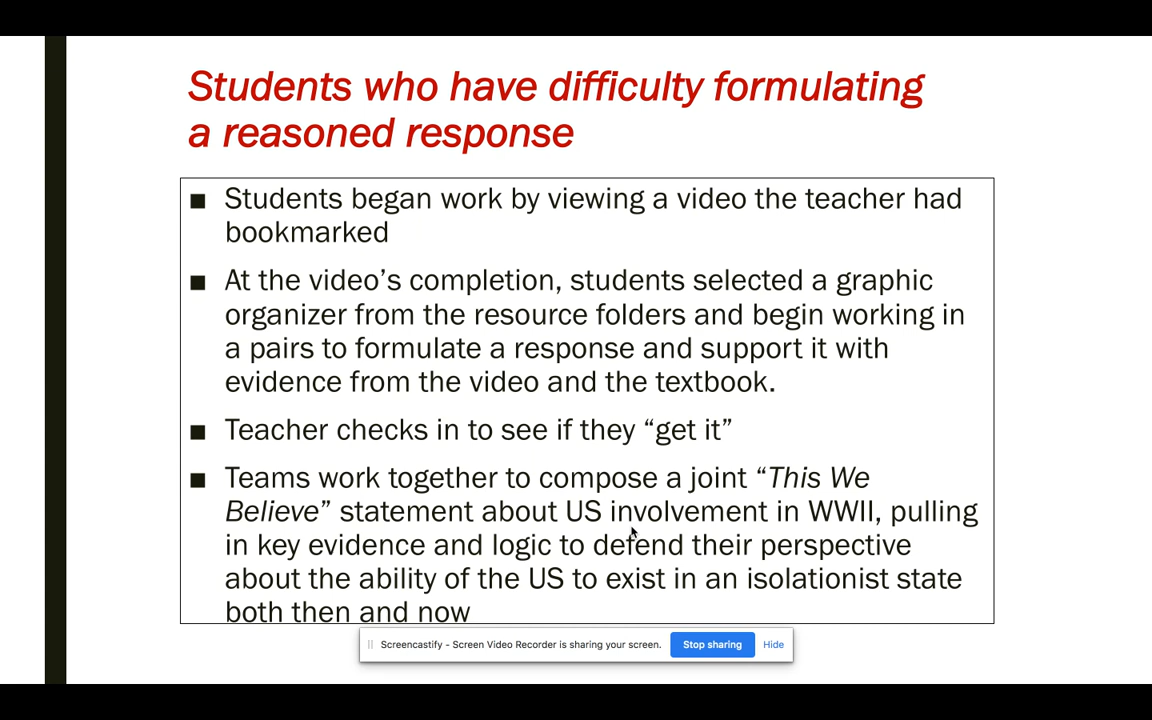 Students who have difficulty formulating
a reasoned response
■ Students began work by viewing a video the teacher had
bookmarked
■ At the video’s completion, students selected a graphic
organizer from the resource folders and begin working in
a pairs to formulate a response and support it with
evidence from the video and the textbook.
■ Teacher checks in to see if they “get it”
■ Teams work together to compose a joint “This We
Believe” statement about US involvement in WWII, pulling
in key evidence and logic to defend their perspective
about the ability of the US to exist in an isolationist state
both then and now
Screencastify - Screen Video Recorder is sharing your screen. Stop sharing Hide